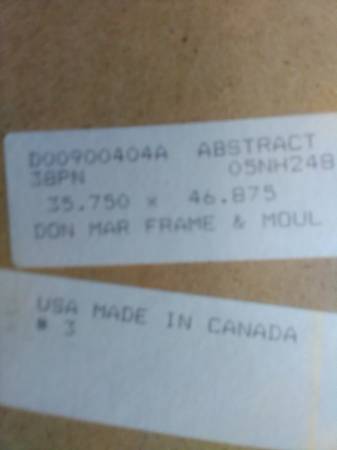 D00900404A ABSTRACT
38PN 05NH248
35.750 x 46.875
DON MAR FRAME & MOUL
USA MADE IN CANADA
# 3